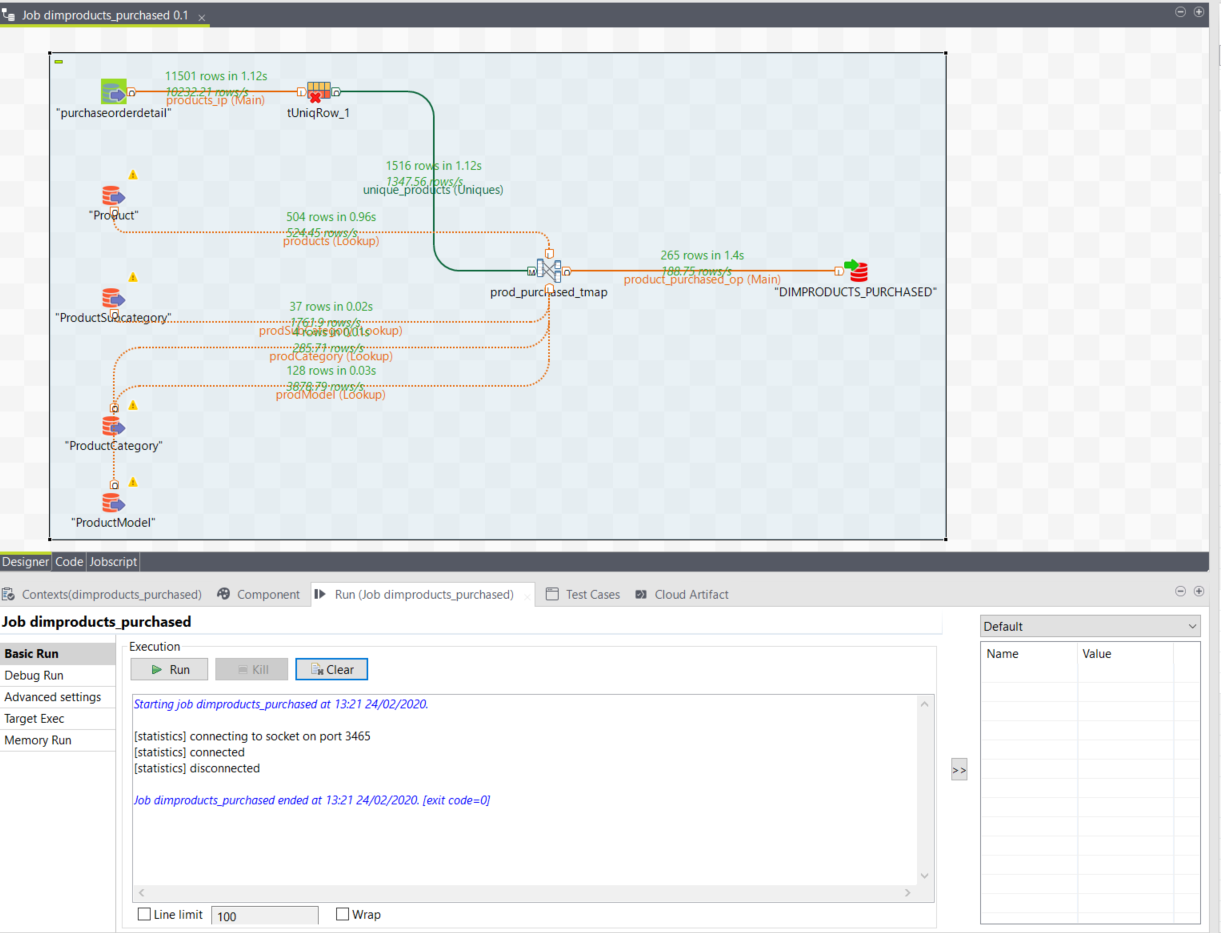 Job dimproducts_purchased 0.1
11501 rows in 1.12s
10232.21 rows/s
products_ip (Main)
"purchaseorderdetail"
tUniqRow_1
1516 rows in 1.12s
1347.56 rows/s
unique_products (Uniques)
"Product"
504 rows in 0.96s
524.45 rows/s
products (Lookup)
265 rows in 1.4s
188.75 rows/s
product_purchased_op (Main)
prod_purchased_tmap
"DIMPRODUCTS_PURCHASED"
"ProductSubcategory"
37 rows in 0.02s
1761.9 rows/s
prodSubCategory (Lookup)
4 rows in 0.01s
285.71 rows/s
prodCategory (Lookup)
128 rows in 0.03s
3878.79 rows/s
prodModel (Lookup)
"ProductCategory"
"ProductModel"
Designer Code Jobscript
Contexts(dimproducts_purchased) Component Run (Job dimproducts_purchased) Test Cases Cloud Artifact
Job dimproducts_purchased
Default
Basic Run
Debug Run
Advanced settings
Target Exec
Memory Run
Execution
Run Kill Clear
Name Value
Starting job dimproducts_purchased at 13:21 24/02/2020.
[statistics] connecting to socket on port 3465
[statistics] connected
[statistics] disconnected
Job dimproducts_purchased ended at 13:21 24/02/2020. [exit code=0]
>>
Line limit 100 Wrap